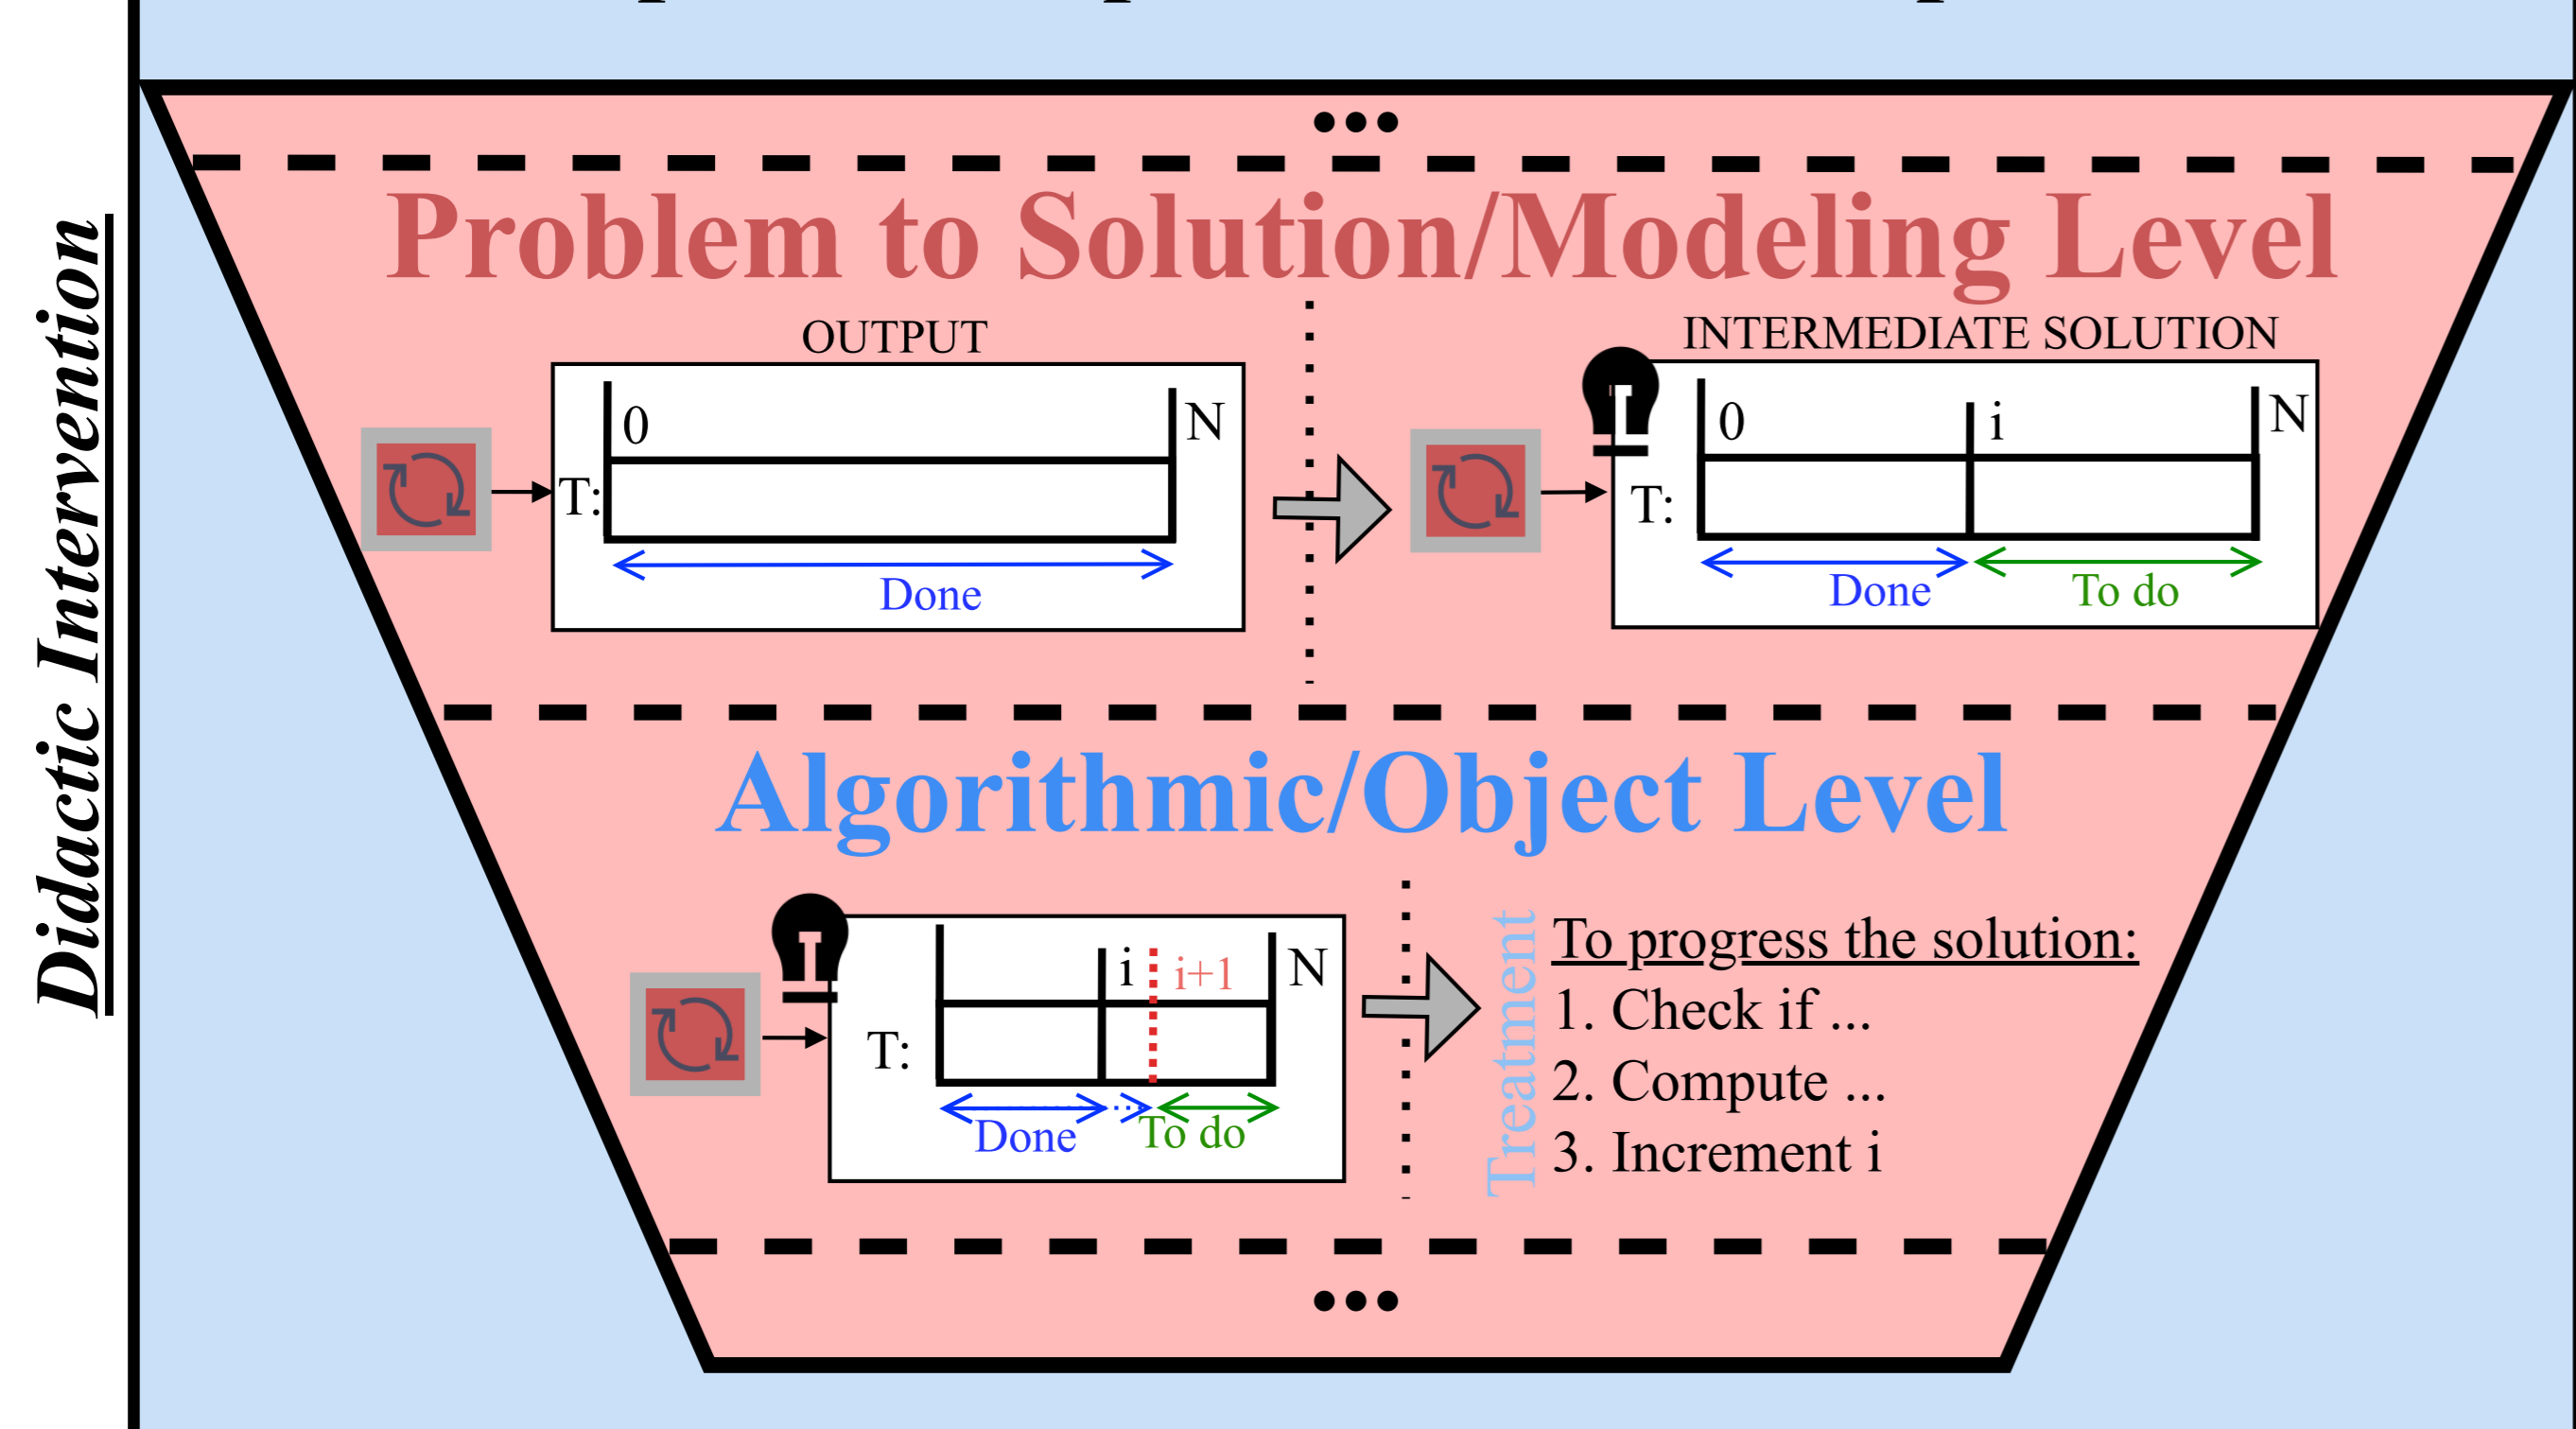 Didactic Intervention
...
Problem to Solution/Modeling Level
OUTPUT
0
N
T:
Done
INTERMEDIATE SOLUTION
0
i
N
T:
Done
To do
Algorithmic/Object Level
i
i+1
N
T:
Done
To do
Treatment
To progress the solution:
1. Check if ...
2. Compute ...
3. Increment i
...